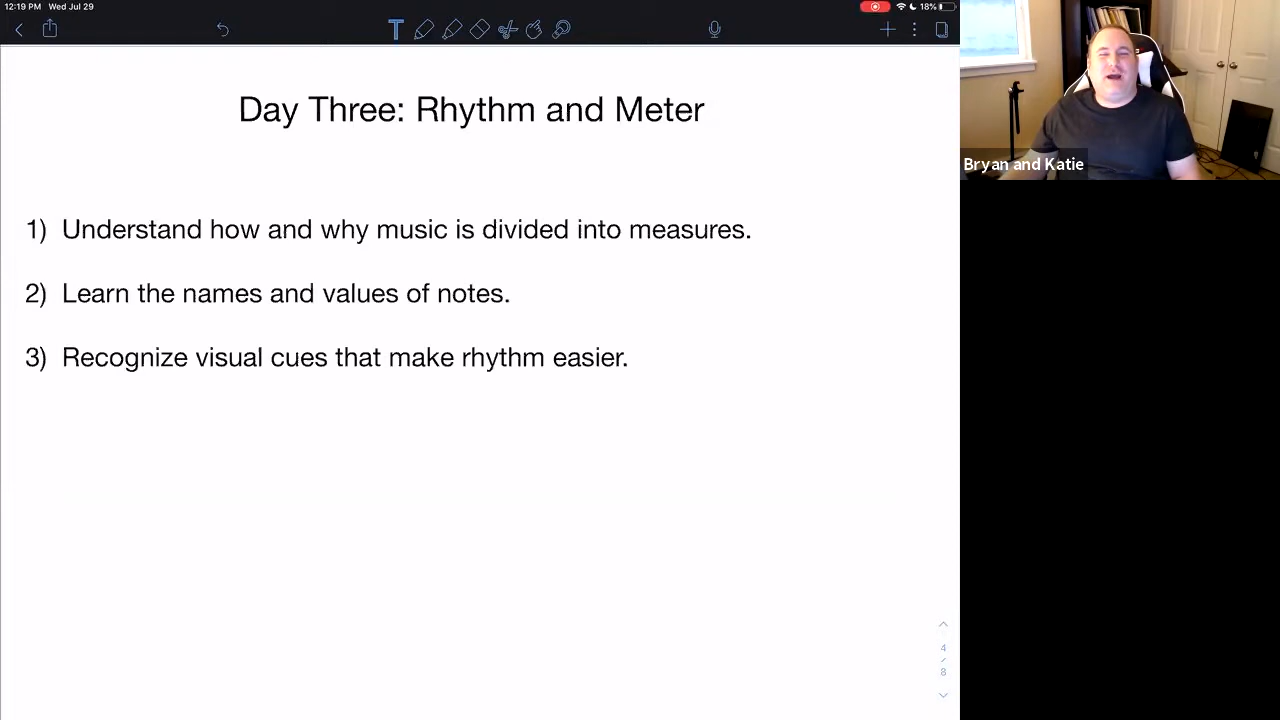 12:19 PM Wed Jul 29
18%
T
Day Three: Rhythm and Meter
1) Understand how and why music is divided into measures.
2) Learn the names and values of notes.
3) Recognize visual cues that make rhythm easier.
4
/
8
Bryan and Katie